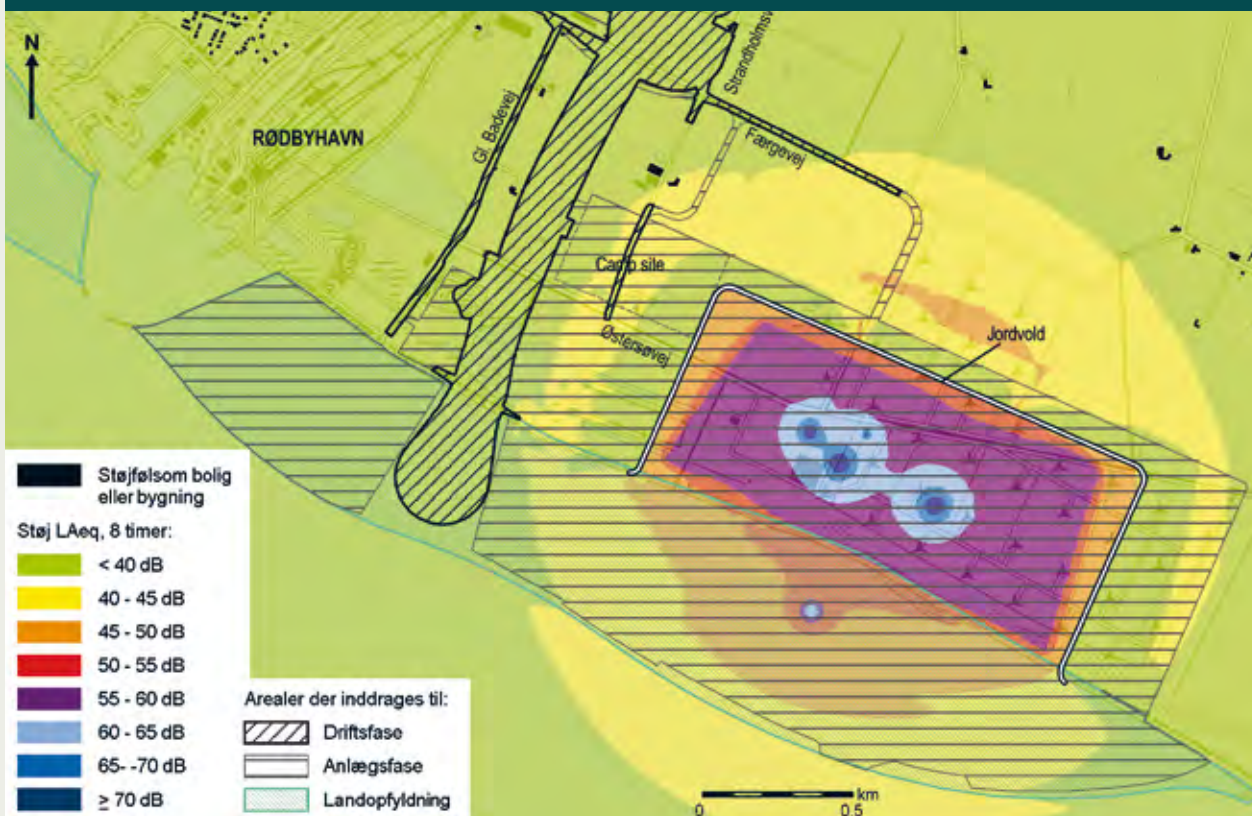 N
RØDBYHAVN
Gl. Badevej
Færgevej
Camp site
Østersøvej
Jordvold
Støjfølsom bolig
eller bygning
Støj LAeq, 8 timer:
< 40 dB
40 - 45 dB
45 - 50 dB
50 - 55 dB
55 - 60 dB
60 - 65 dB
65- -70 dB
≥ 70 dB
Arealer der inddrages til:
Driftsfase
Anlægsfase
Landopfyldning
km
0
0.5